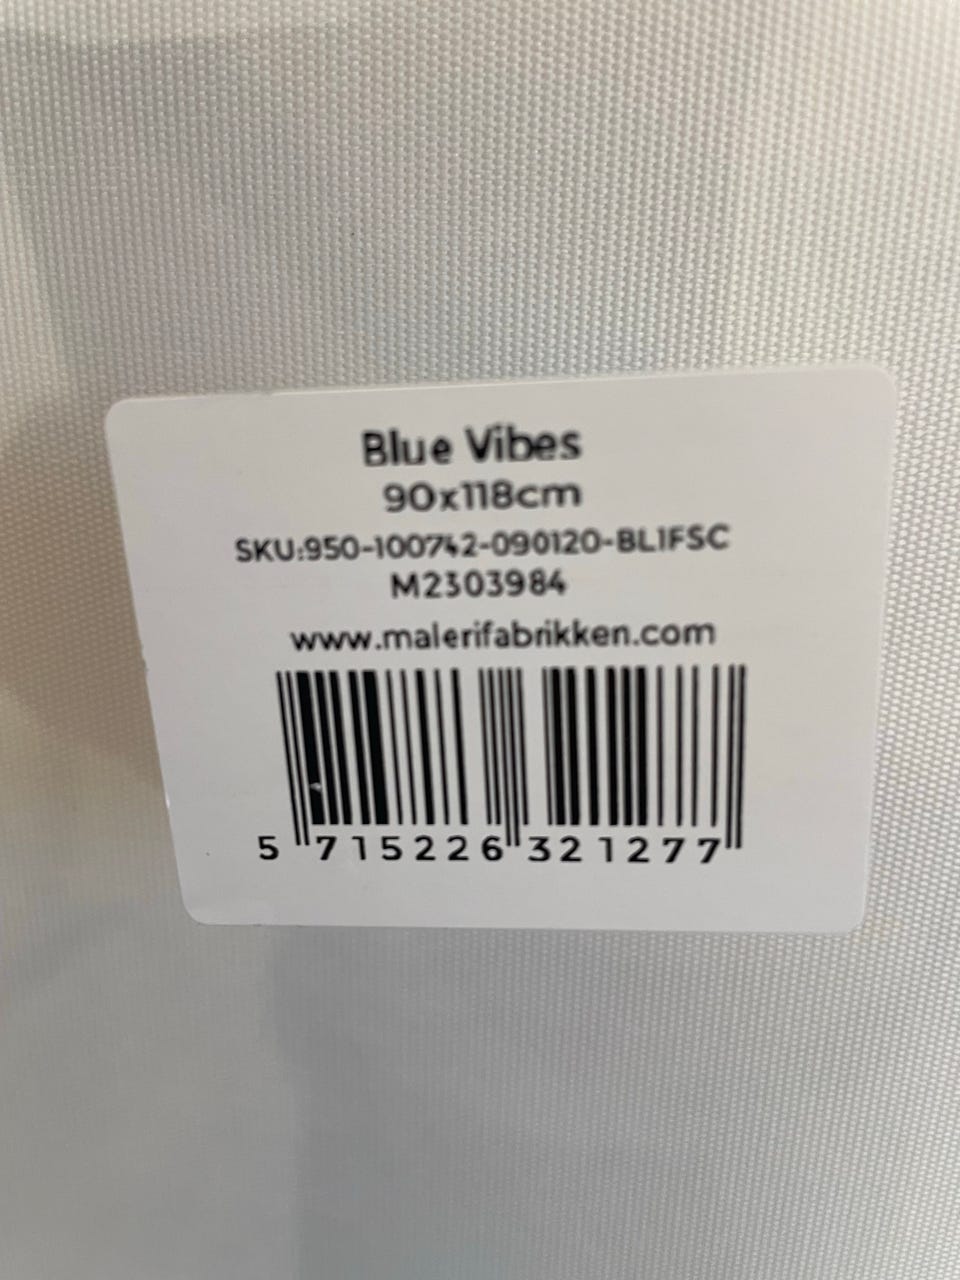 Blue Vibes
90x118cm
SKU:950-100742-090120-BL1FSC
M2303984
www.malerifabrikken.com
5 715226 321277